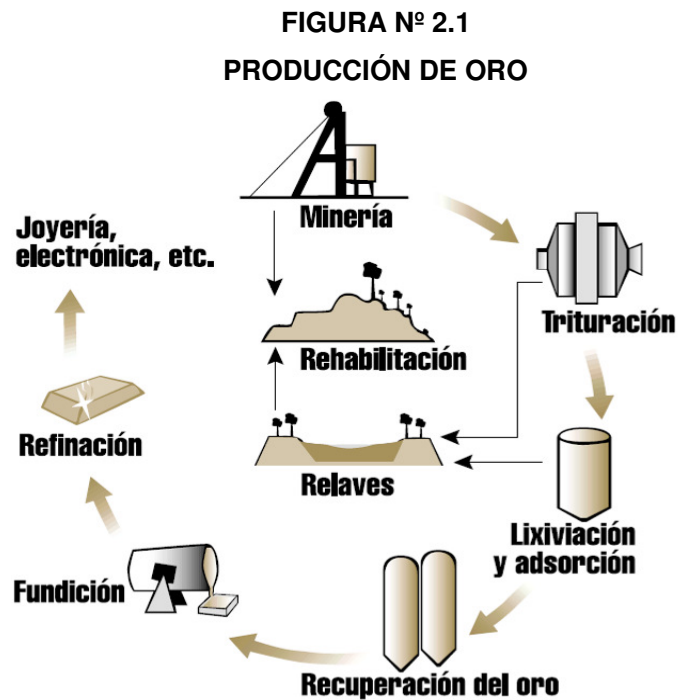 FIGURA Nº 2.1
PRODUCCIÓN DE ORO
Minería
Joyería,
electrónica, etc.
Trituración
Rehabilitación
Refinación
Relaves
Lixiviación
y adsorción
Fundición
Recuperación del oro